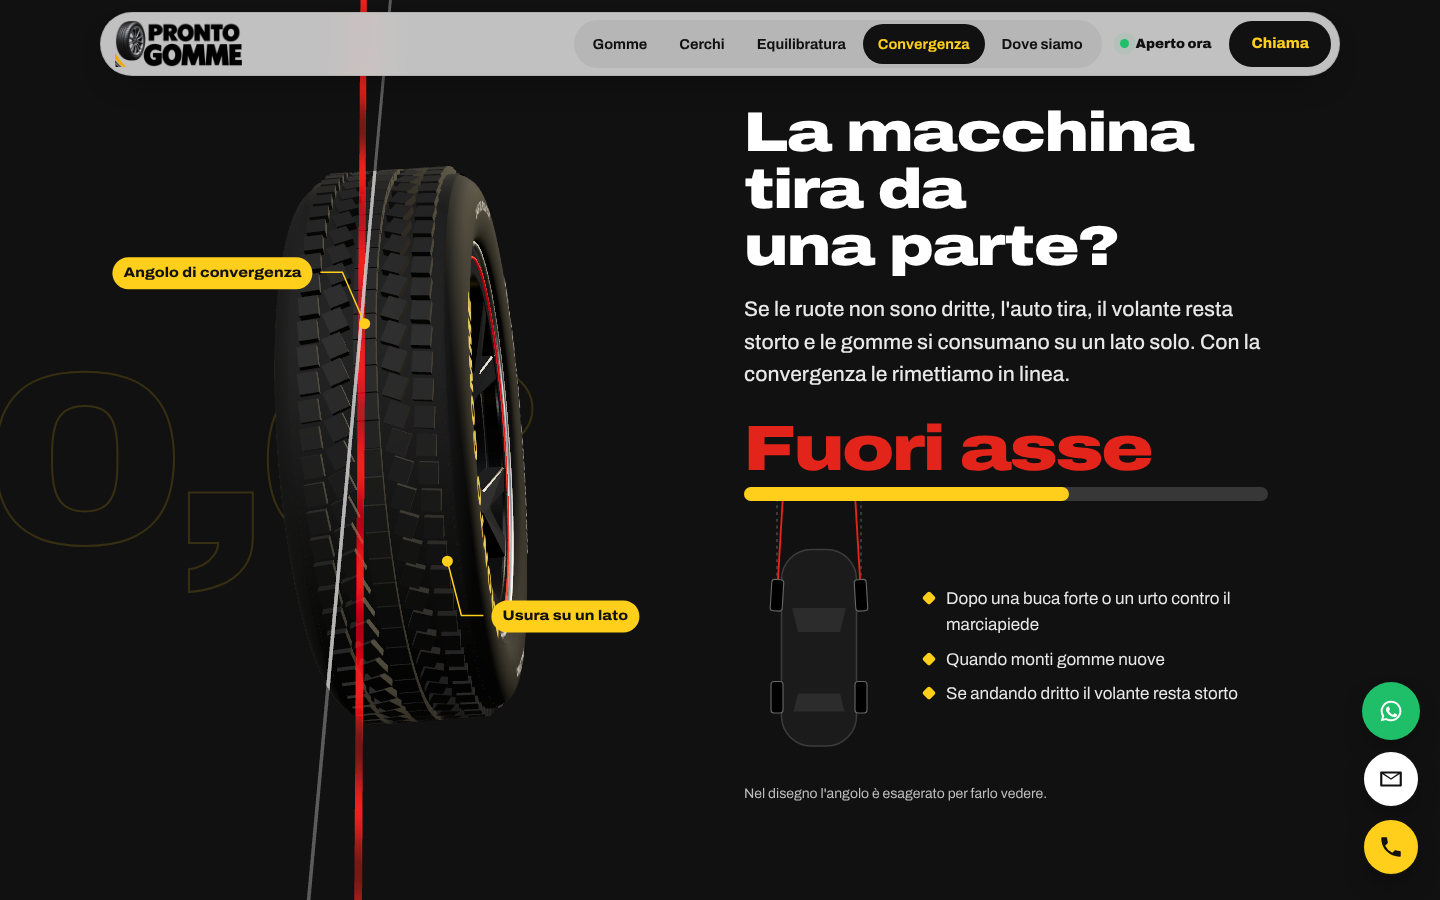 PRONTO
GOMME
Gomme
Cerchi
Equilibratura
Convergenza
Dove siamo
Aperto ora
Chiama
La macchina
tira da
una parte?
Angolo di convergenza
Se le ruote non sono dritte, l'auto tira, il volante resta
storto e le gomme si consumano su un lato solo. Con la
convergenza le rimettiamo in linea.
0,
Fuori asse
Dopo una buca forte o un urto contro il
marciapiede
Usura su un lato
Quando monti gomme nuove
Se andando dritto il volante resta storto
Nel disegno l'angolo è esagerato per farlo vedere.